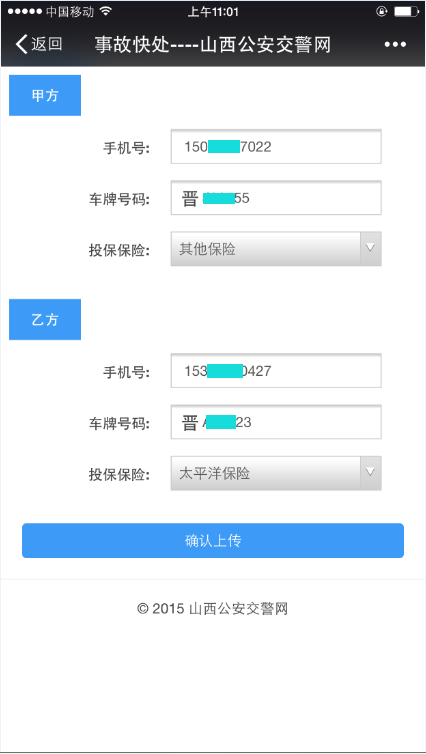 中国移动 上午11:01
返回 事故快处----山西公安交警网
甲方
手机号: 150 7022
车牌号码: 晋 55
投保保险: 其他保险
乙方
手机号: 153 0427
车牌号码: 晋 A 23
投保保险: 太平洋保险
确认上传
© 2015 山西公安交警网